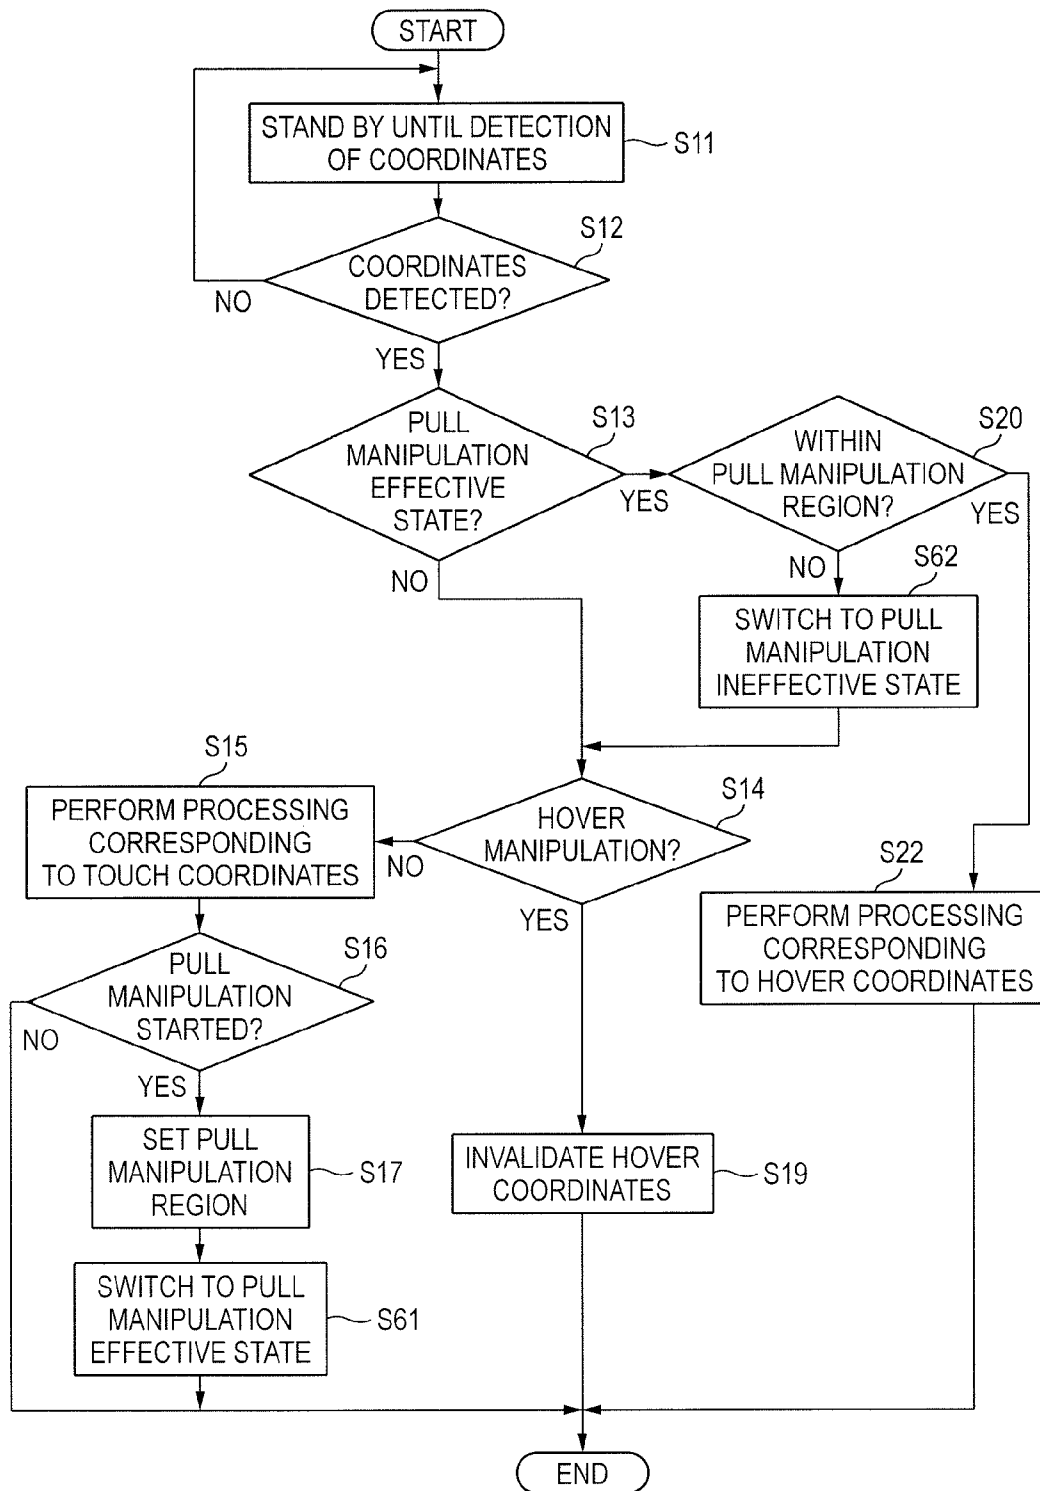 START
STAND BY UNTIL DETECTION
OF COORDINATES
S11
S12
COORDINATES
DETECTED?
NO
YES
S13
PULL
MANIPULATION
EFFECTIVE
STATE?
YES
NO
S20
WITHIN
PULL MANIPULATION
REGION?
YES
NO
S62
SWITCH TO PULL
MANIPULATION
INEFFECTIVE STATE
S15
PERFORM PROCESSING
CORRESPONDING
TO TOUCH COORDINATES
S14
HOVER
MANIPULATION?
NO
YES
S22
PERFORM PROCESSING
CORRESPONDING
TO HOVER COORDINATES
S16
PULL
MANIPULATION
STARTED?
NO
YES
SET PULL
MANIPULATION
REGION
S17
INVALIDATE HOVER
COORDINATES
S19
SWITCH TO PULL
MANIPULATION
EFFECTIVE STATE
S61
END